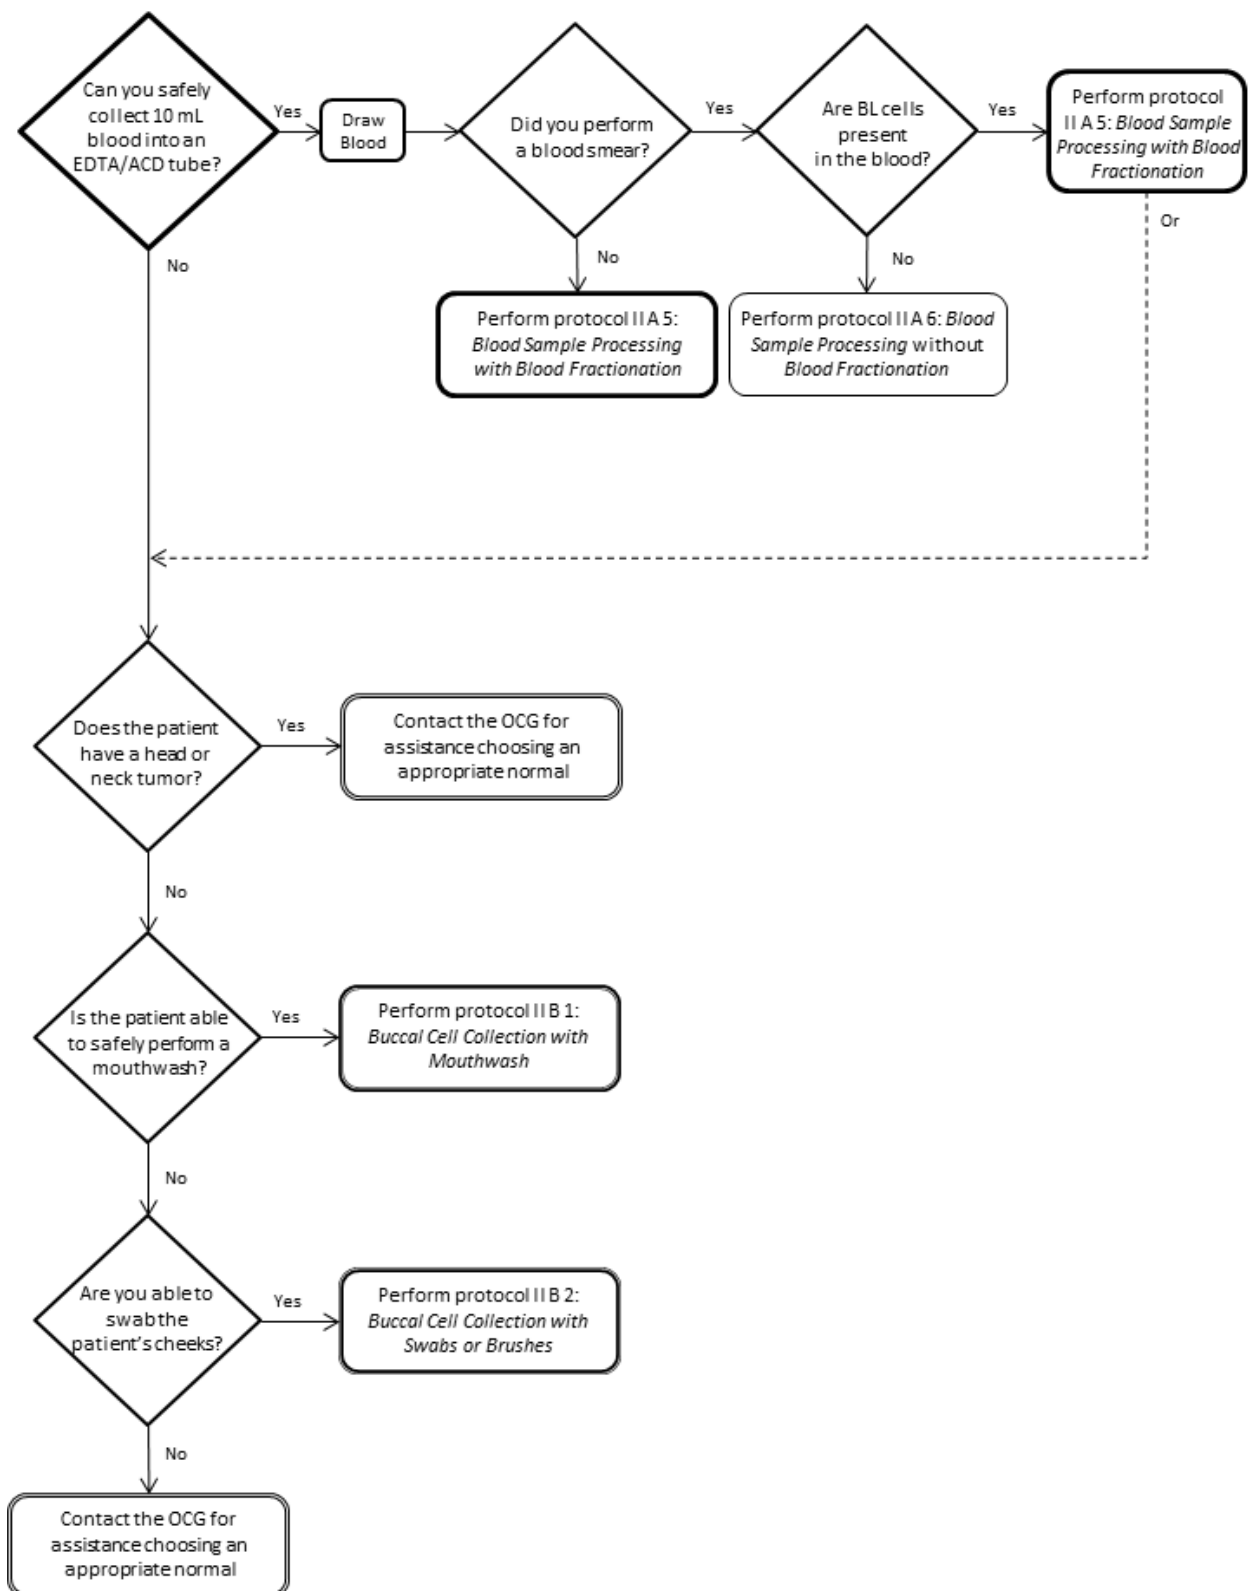 Can you safely
collect 10 mL
blood into an
EDTA/ACD tube?
Yes
Draw
Blood
Did you perform
a blood smear?
Yes
Are BL cells
present
in the blood?
Yes
Perform protocol
II A 5: Blood Sample
Processing with Blood
Fractionation
Or
No
No
No
Perform protocol II A 5:
Blood Sample Processing
with Blood Fractionation
Perform protocol II A 6: Blood
Sample Processing without
Blood Fractionation
Does the patient
have a head or
neck tumor?
Yes
Contact the OCG for
assistance choosing an
appropriate normal
No
Is the patient able
to safely perform a
mouthwash?
Yes
Perform protocol II B 1:
Buccal Cell Collection with
Mouthwash
No
Are you able to
swab the
patient's cheeks?
Yes
Perform protocol II B 2:
Buccal Cell Collection with
Swabs or Brushes
No
Contact the OCG for
assistance choosing an
appropriate normal